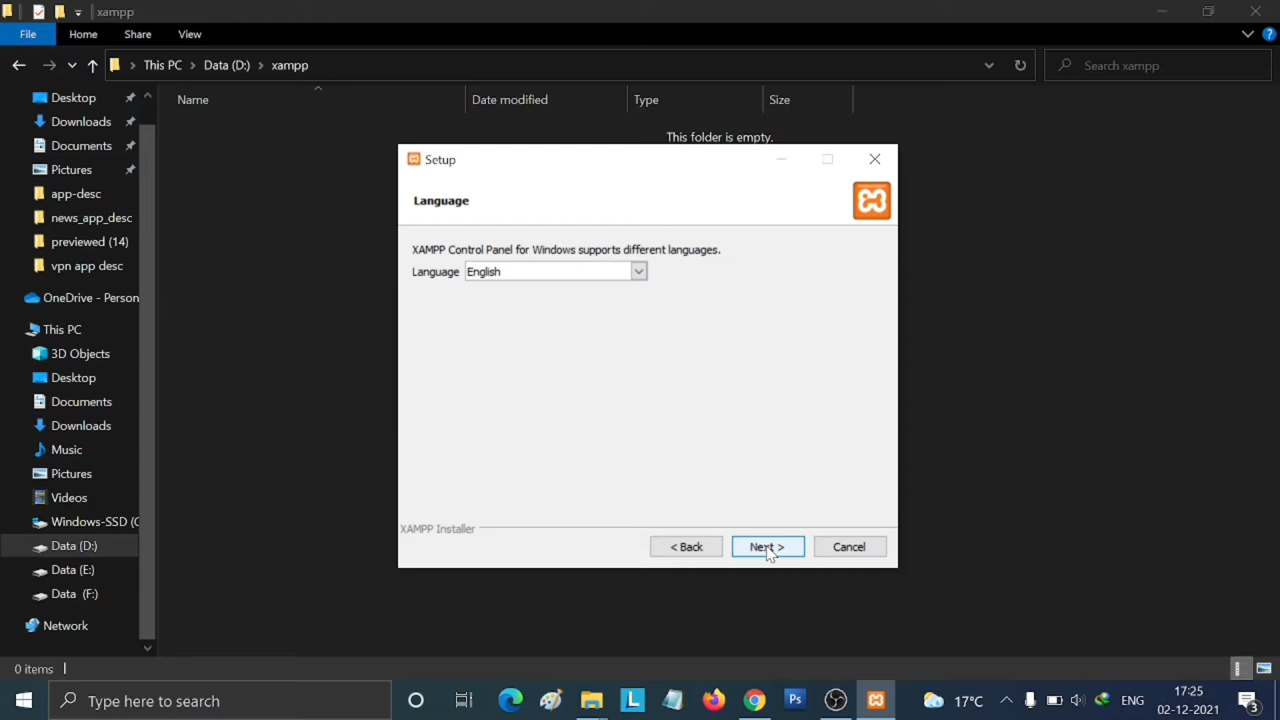 xampp
File Home Share View
This PC Data (D:) xampp
Search xampp
Name Date modified Type Size
This folder is empty.
Desktop
Downloads
Documents
Pictures
app-desc
news_app_desc
previewed (14)
vpn app desc
OneDrive - Person
This PC
3D Objects
Desktop
Documents
Downloads
Music
Pictures
Videos
Windows-SSD (C
Data (D:)
Data (E:)
Data (F:)
Network
0 items
Setup
Language
XAMPP Control Panel for Windows supports different languages.
Language English
XAMPP Installer
< Back Next > Cancel
Type here to search
L
Ps
17°C
ENG
17:25
02-12-2021
3